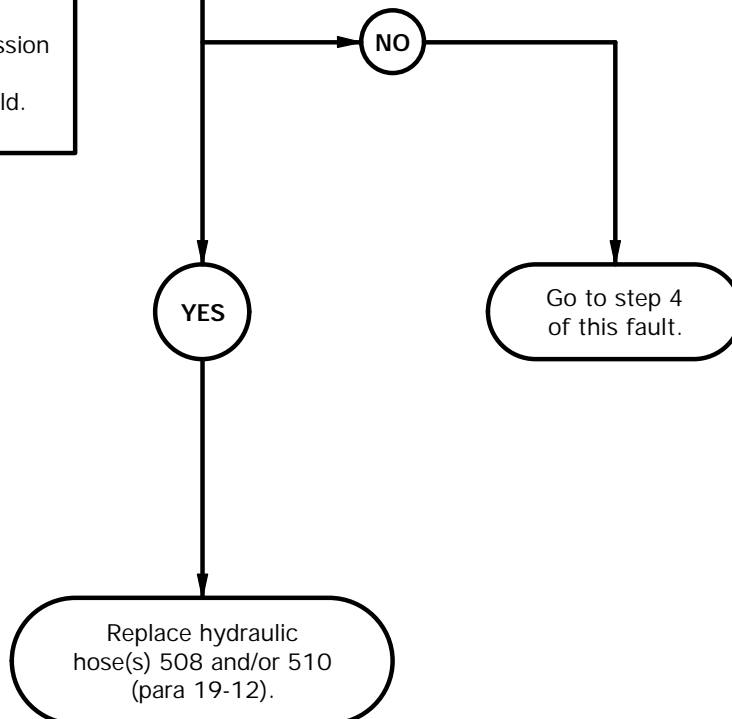 ssion
ld.
NO
YES
Go to step 4
of this fault.
Replace hydraulic
hose(s) 508 and/or 510
(para 19-12).